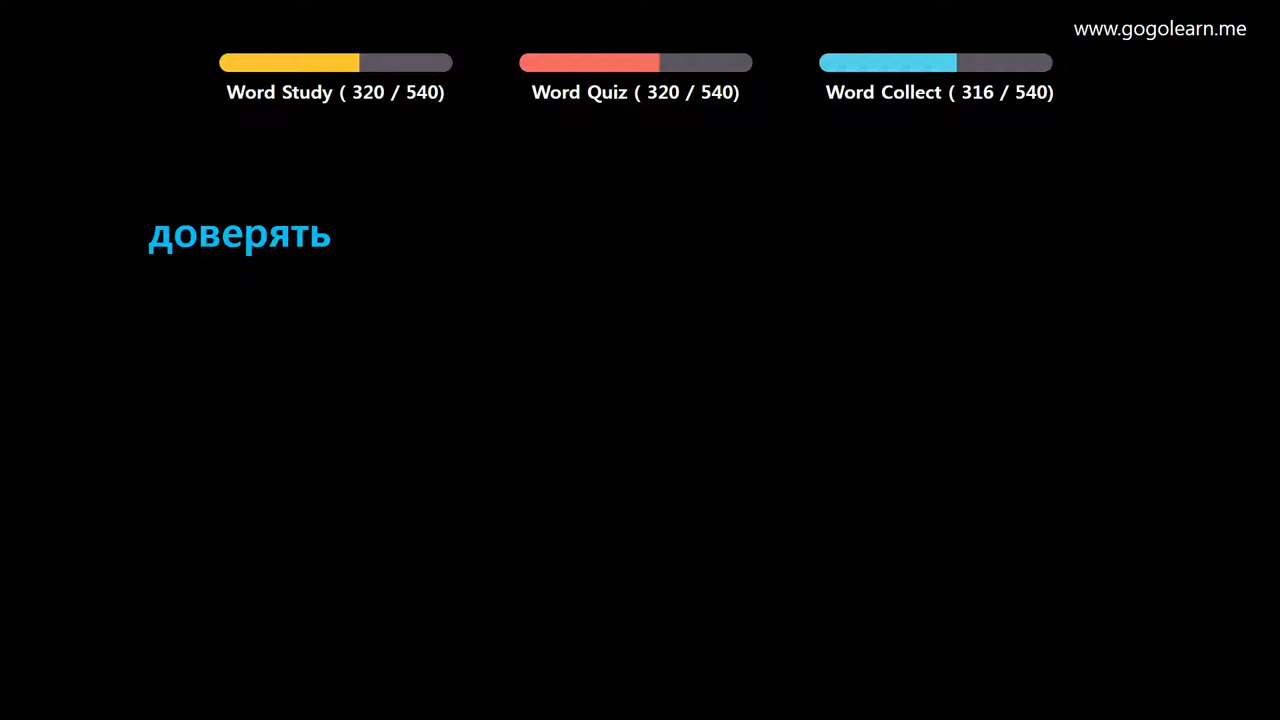 www.gogolearn.me
Word Study ( 320 / 540)
Word Quiz ( 320 / 540)
Word Collect ( 316 / 540)
доверять